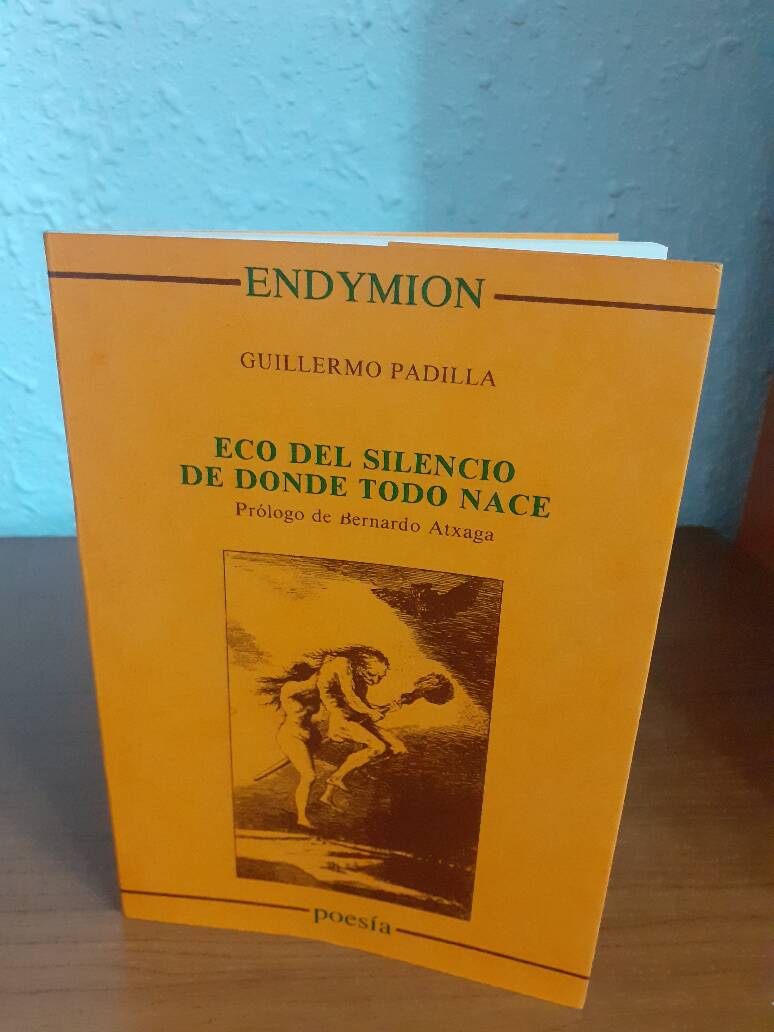 ENDYMION
GUILLERMO PADILLA
ECO DEL SILENCIO
DE DONDE TODO NACE
Prólogo de Bernardo Atxaga
poesía